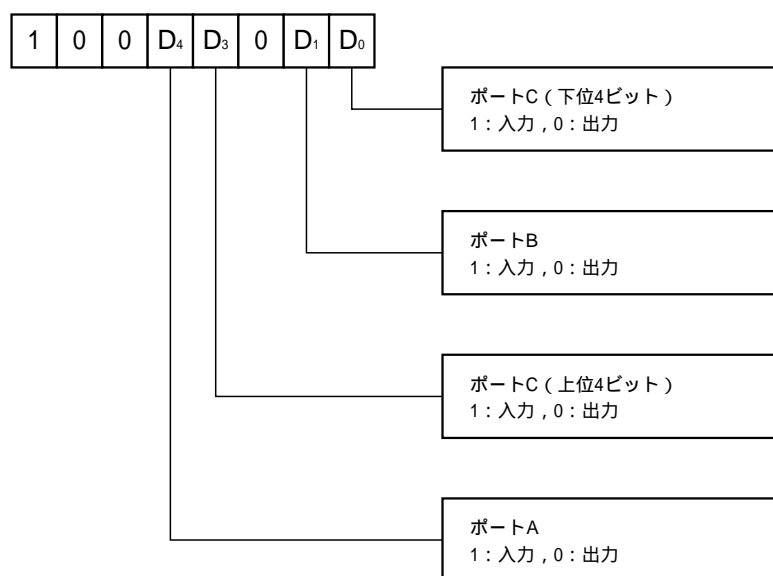 1 0 0 D₄ D₃ 0 D₁ D₀
ポートC(下位4ビット)
1:入力,0:出力
ポートB
1:入力,0:出力
ポートC(上位4ビット)
1:入力,0:出力
ポートA
1:入力,0:出力